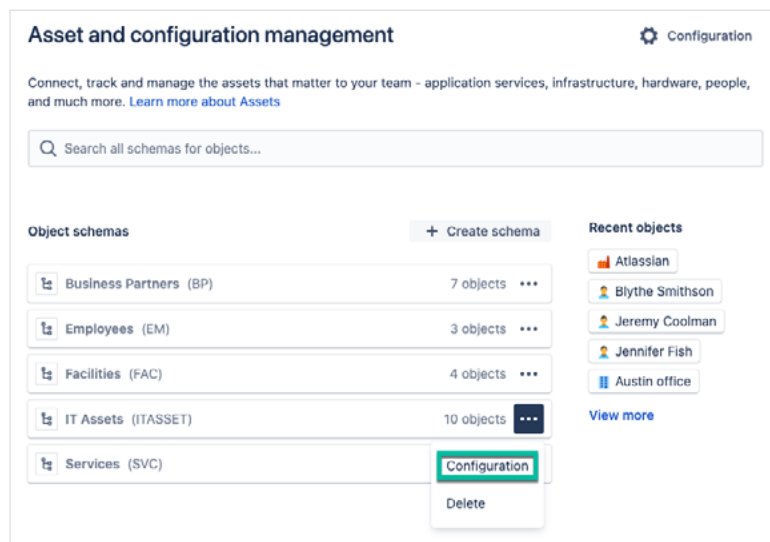 Asset and configuration management
Configuration
Connect, track and manage the assets that matter to your team - application services, infrastructure, hardware, people,
and much more. Learn more about Assets
Search all schemas for objects...
Object schemas
+ Create schema
Business Partners (BP)
7 objects
Employees (EM)
3 objects
Facilities (FAC)
4 objects
IT Assets (ITASSET)
10 objects
Services (SVC)
Configuration
Delete
Recent objects
Atlassian
Blythe Smithson
Jeremy Coolman
Jennifer Fish
Austin office
View more